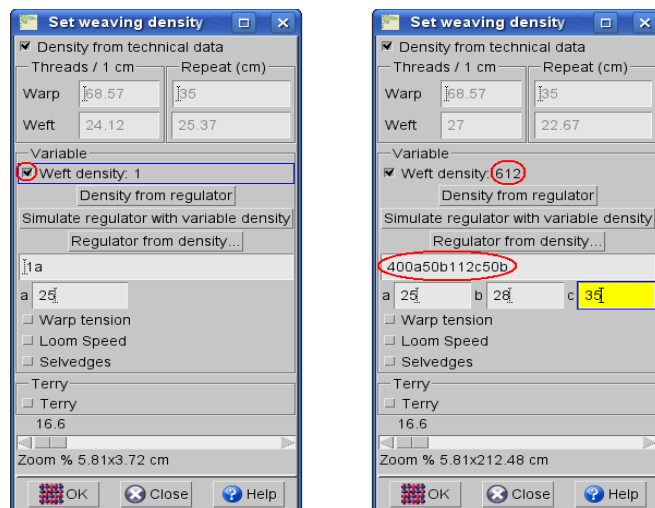 Set weaving density
Density from technical data
Threads / 1 cm Repeat (cm)
Warp 68.57 35
Weft 24.12 25.37
Variable
Weft density: 1
Density from regulator
Simulate regulator with variable density
Regulator from density...
1a
a 25
Warp tension
Loom Speed
Selvedges
Terry
Terry
16.6
Zoom % 5.81x3.72 cm
OK Close Help
Set weaving density
Density from technical data
Threads / 1 cm Repeat (cm)
Warp 68.57 35
Weft 27 22.67
Variable
Weft density: 612
Density from regulator
Simulate regulator with variable density
Regulator from density...
400a50b112c50b
a 25 b 28 c 35
Warp tension
Loom Speed
Selvedges
Terry
Terry
16.6
Zoom % 5.81x212.48 cm
OK Close Help